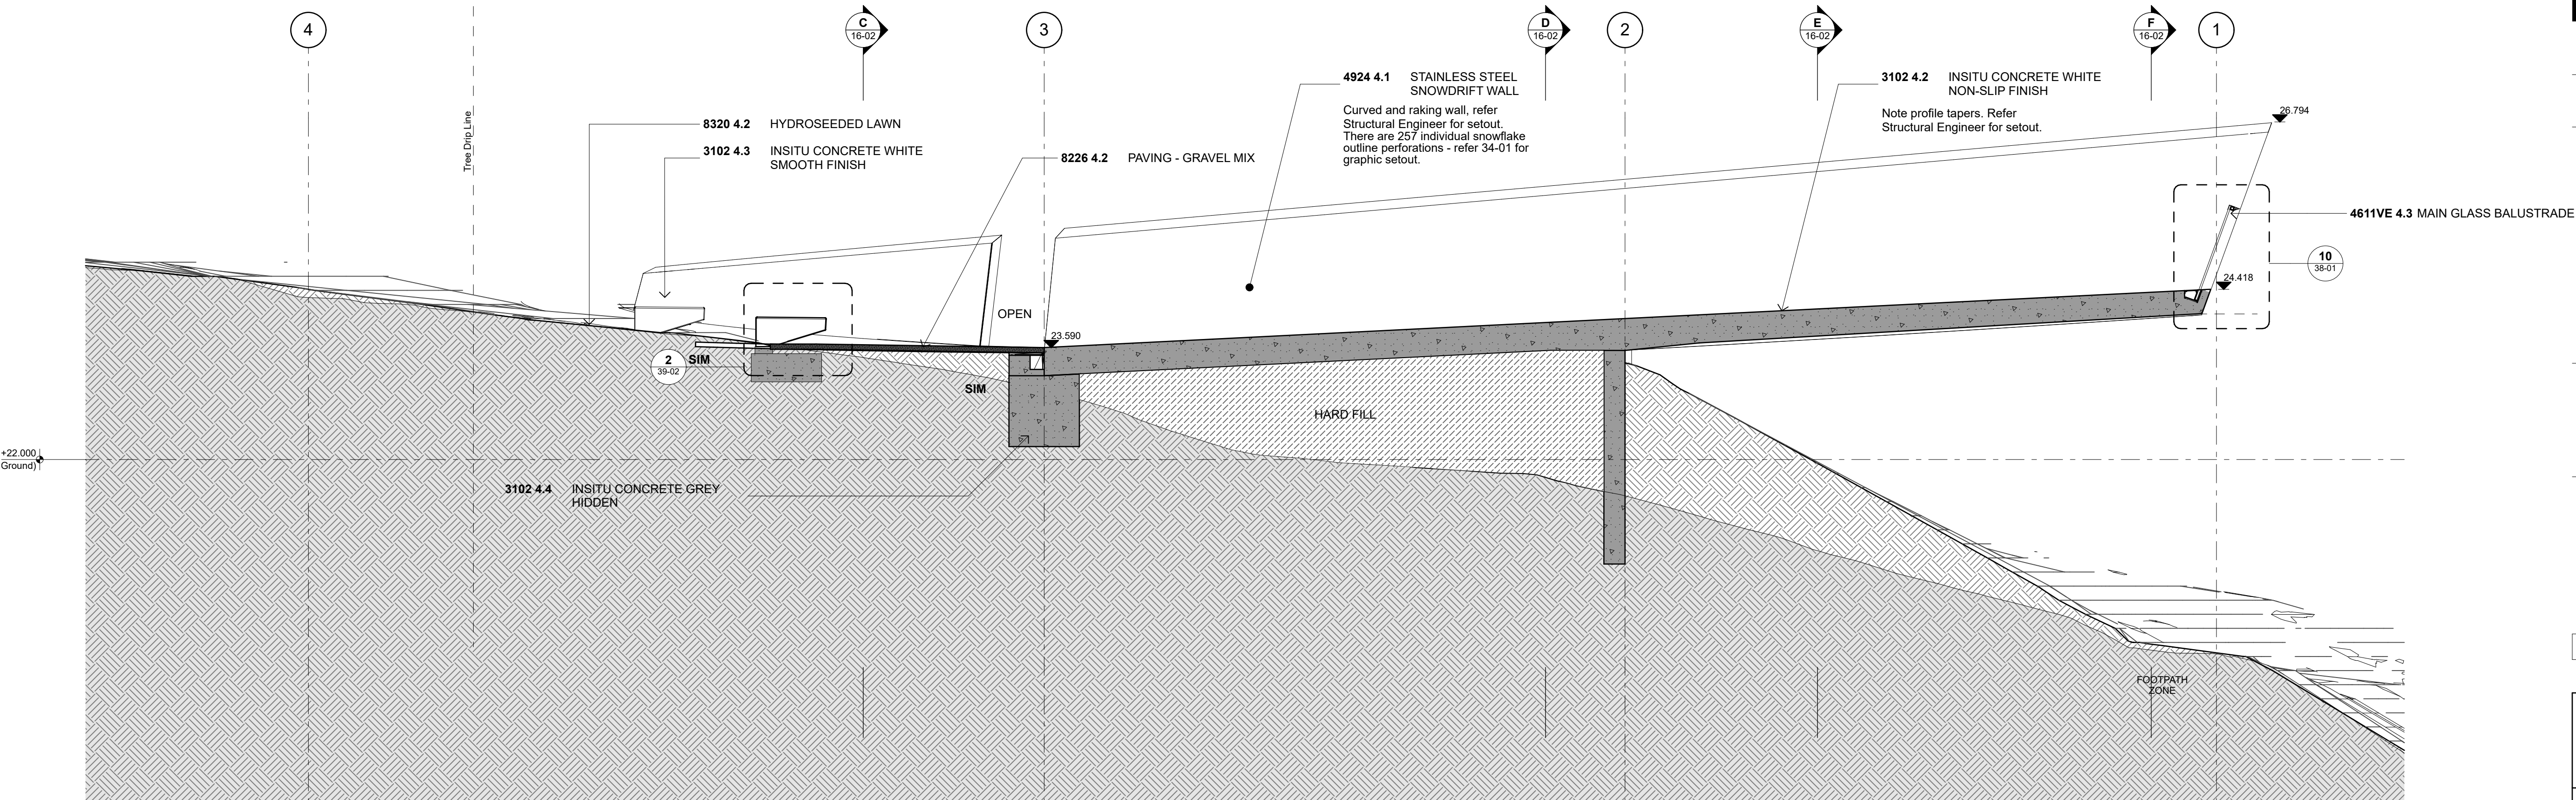 4
C
16-02
3
D
16-02
2
E
16-02
F
16-02
1
Tree Drip Line
8320 4.2 HYDROSEEDED LAWN
3102 4.3 INSITU CONCRETE WHITE
SMOOTH FINISH
8226 4.2 PAVING - GRAVEL MIX
4924 4.1 STAINLESS STEEL
SNOWDRIFT WALL
Curved and raking wall, refer
Structural Engineer for setout.
There are 257 individual snowflake
outline perforations - refer 34-01 for
graphic setout.
3102 4.2 INSITU CONCRETE WHITE
NON-SLIP FINISH
Note profile tapers. Refer
Structural Engineer for setout.
26.794
4611VE 4.3 MAIN GLASS BALUSTRADE
10
38-01
24.418
OPEN
23.590
2
39-02
SIM
SIM
HARD FILL
+22.000
Ground)
3102 4.4 INSITU CONCRETE GREY
HIDDEN
FOOTPATH
ZONE